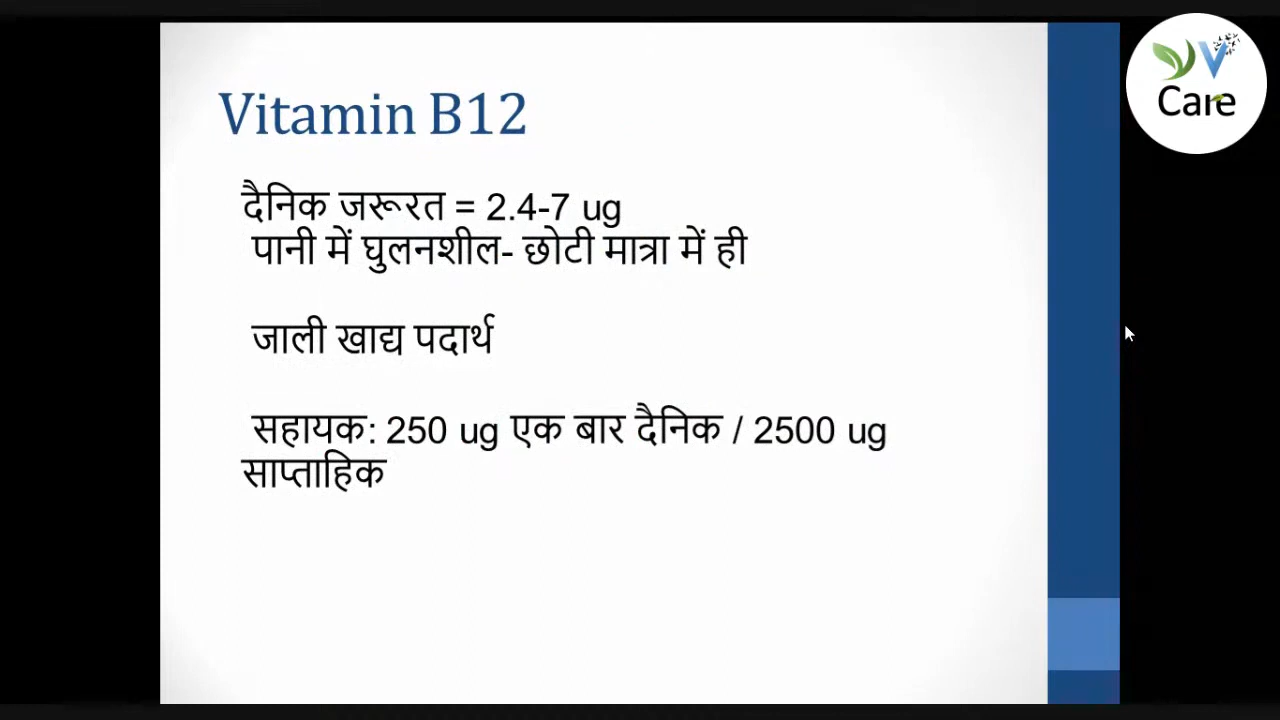 Vitamin B12
दैनिक जरूरत = 2.4-7 ug
पानी में घुलनशील- छोटी मात्रा में ही
जाली खाद्य पदार्थ
सहायक: 250 ug एक बार दैनिक / 2500 ug
साप्ताहिक
V
Care